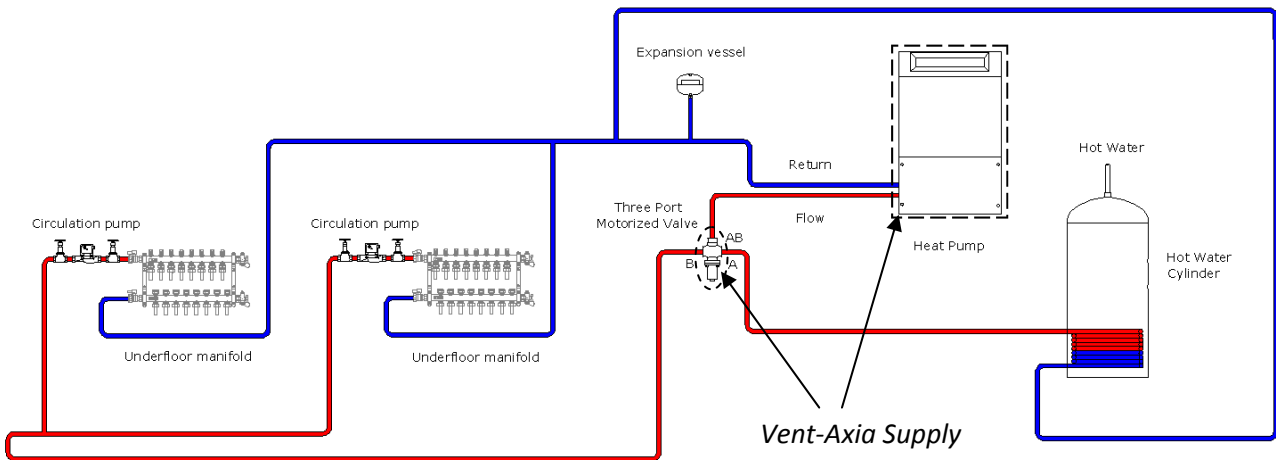 Expansion vessel
Return
Hot Water
Circulation pump
Circulation pump
Three Port
Motorized Valve
Flow
AB
Heat Pump
B
A
Hot Water
Cylinder
Underfloor manifold
Underfloor manifold
Vent-Axia Supply